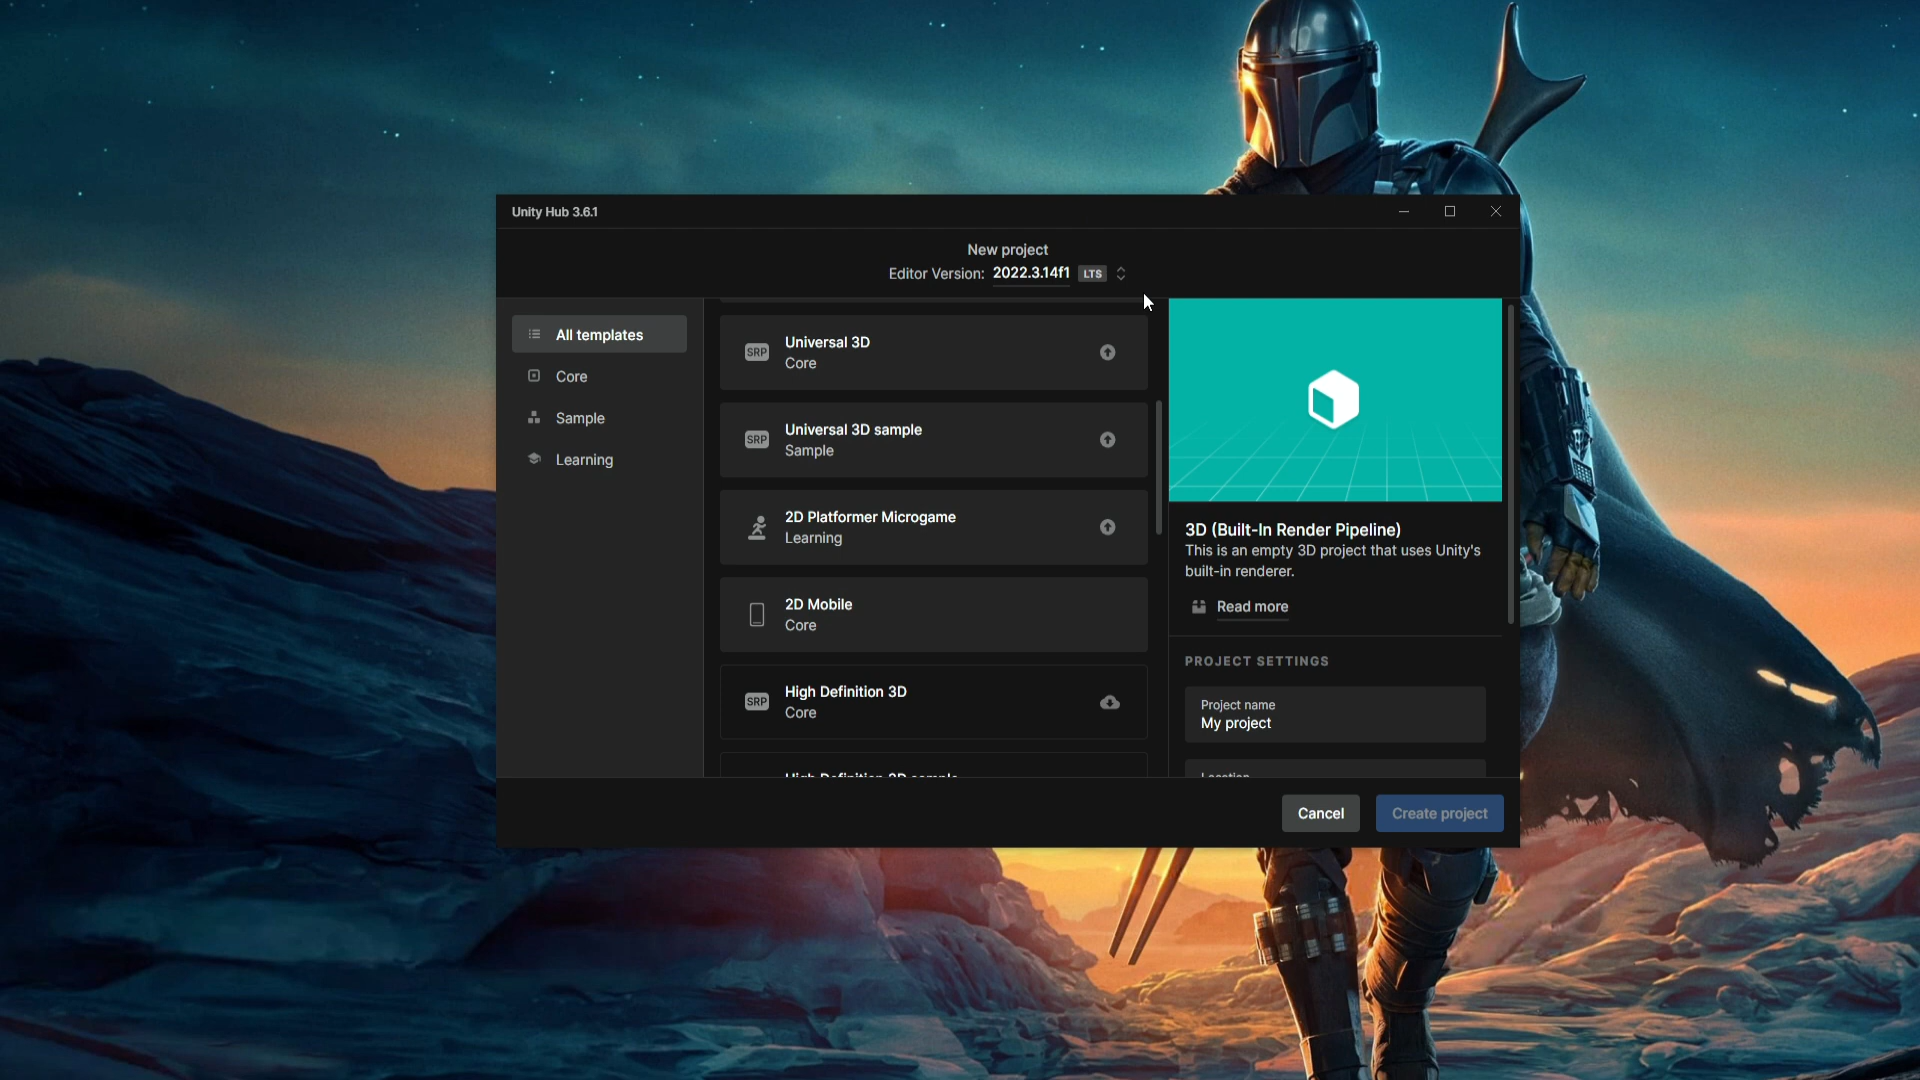 Unity Hub 3.6.1
New project
Editor Version: 2022.3.14f1 LTS
All templates
Core
Sample
Learning
SRP
Universal 3D
Core
SRP
Universal 3D sample
Sample
2D Platformer Microgame
Learning
2D Mobile
Core
SRP
High Definition 3D
Core
High Definition 3D sample
3D (Built-In Render Pipeline)
This is an empty 3D project that uses Unity's
built-in renderer.
Read more
PROJECT SETTINGS
Project name
My project
Location
Cancel
Create project